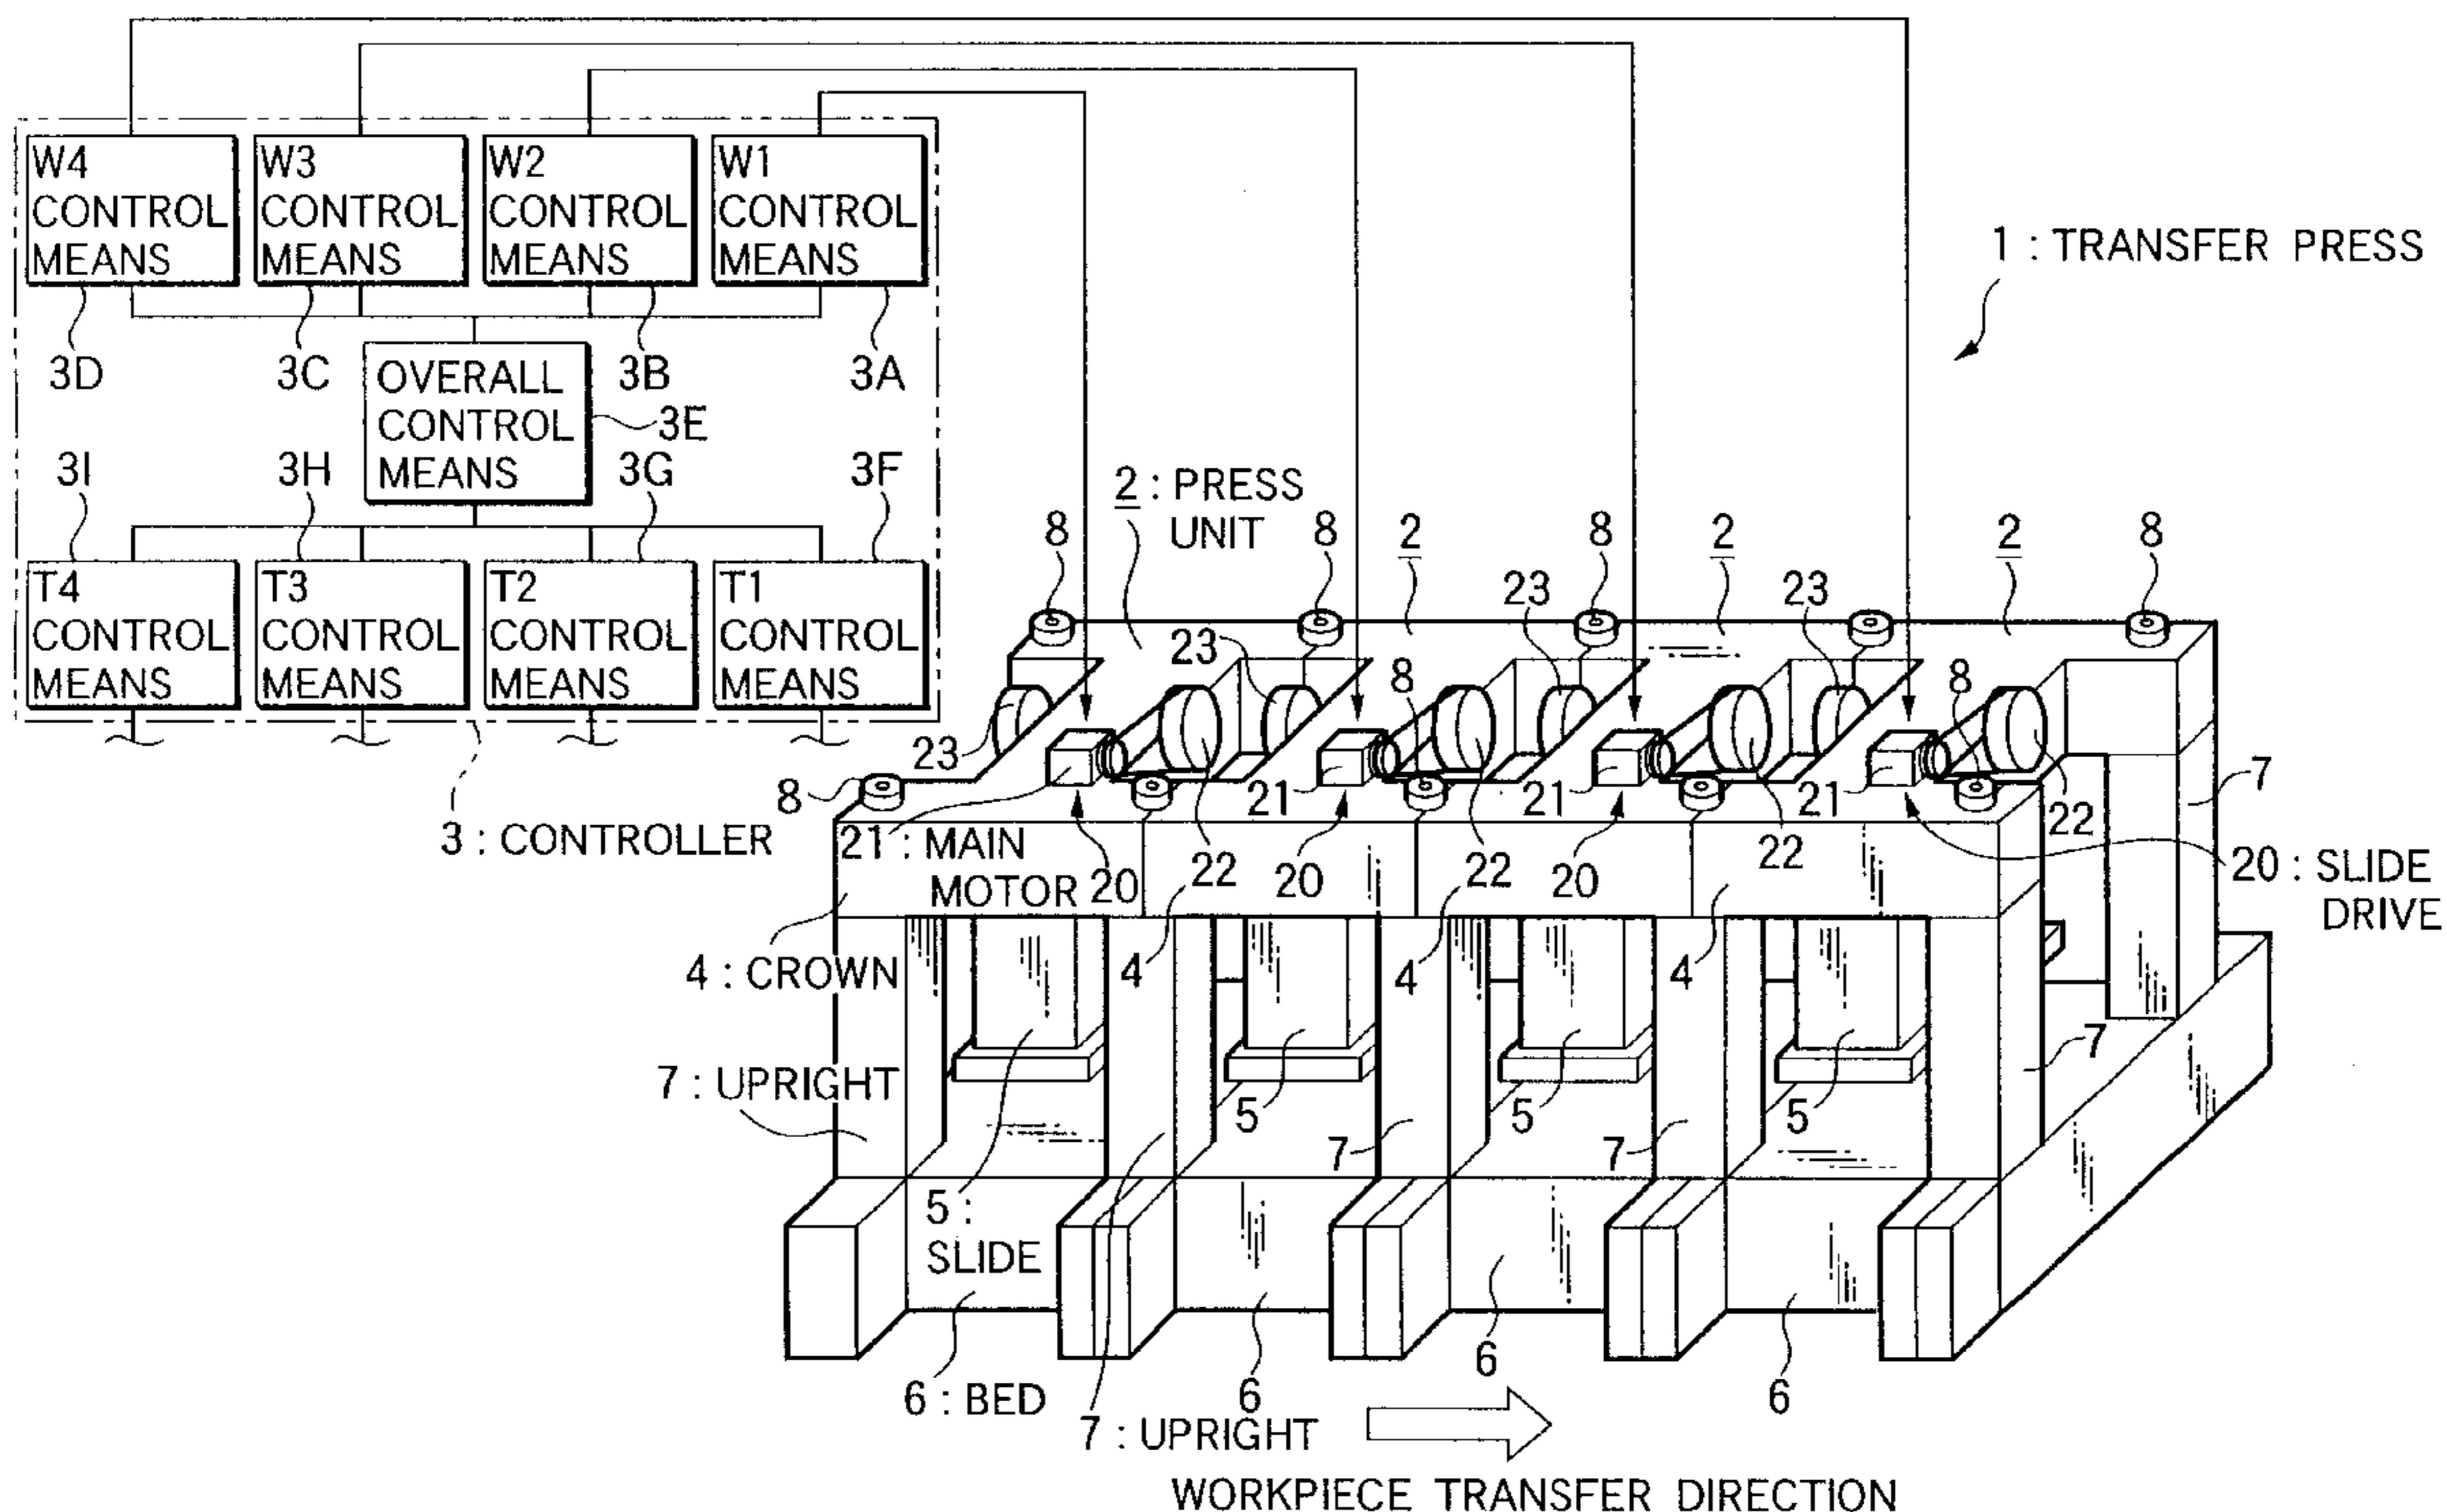 W4
CONTROL
MEANS
W3
CONTROL
MEANS
W2
CONTROL
MEANS
W1
CONTROL
MEANS
3D
3C
3B
3A
OVERALL
CONTROL
MEANS
3E
3I
3H
3G
3F
T4
CONTROL
MEANS
T3
CONTROL
MEANS
T2
CONTROL
MEANS
T1
CONTROL
MEANS
3 : CONTROLLER
1 : TRANSFER PRESS
2 : PRESS
UNIT
8
8
2
8
2
2
8
23
23
23
8
8
23
8
8
21
21
21
22
7
21 : MAIN
MOTOR
20
22
20
22
20
22
20 : SLIDE
DRIVE
4 : CROWN
4
4
4
7 : UPRIGHT
5
5
5
7
7
7
5 :
SLIDE
6 : BED
6
6
6
7 : UPRIGHT
WORKPIECE TRANSFER DIRECTION